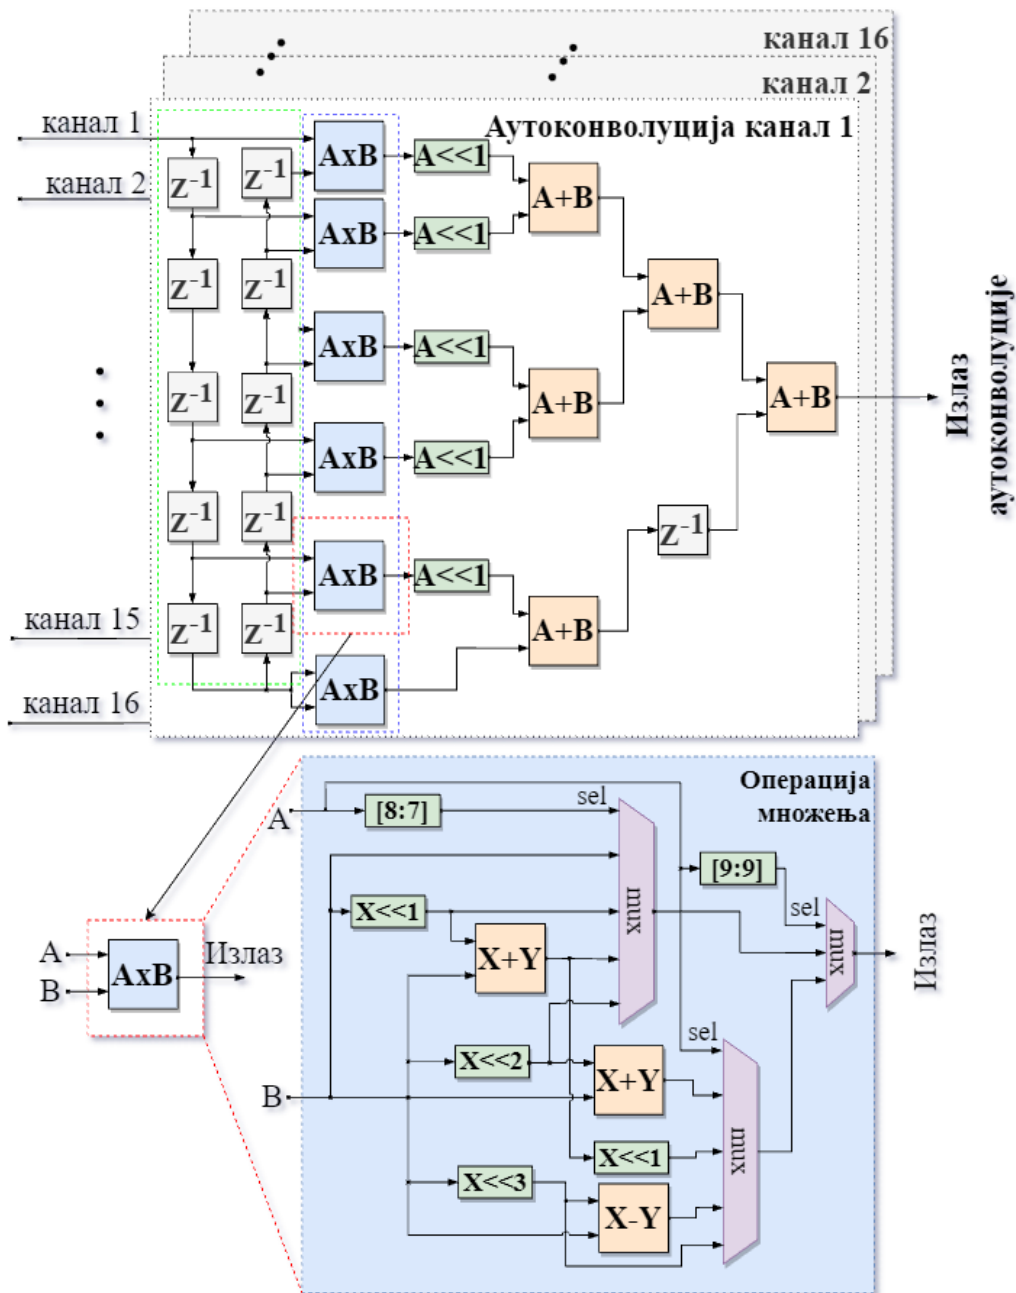 канал 16
канал 2
Аутоконволуција канал 1
канал 1
AxB
A<<1
z⁻¹
z⁻¹
A+B
канал 2
AxB
A<<1
z⁻¹
z⁻¹
A+B
AxB
A<<1
z⁻¹
z⁻¹
A+B
A+B
Излаз
аутоконволуције
AxB
A<<1
z⁻¹
z⁻¹
z⁻¹
AxB
A<<1
канал 15
z⁻¹
z⁻¹
A+B
AxB
канал 16
Операција
множења
A
[8:7]
sel
mux
[9:9]
X<<1
sel
mux
X+Y
Излаз
A
B
AxB
Излаз
sel
B
X<<2
X+Y
mux
X<<1
X<<3
X-Y